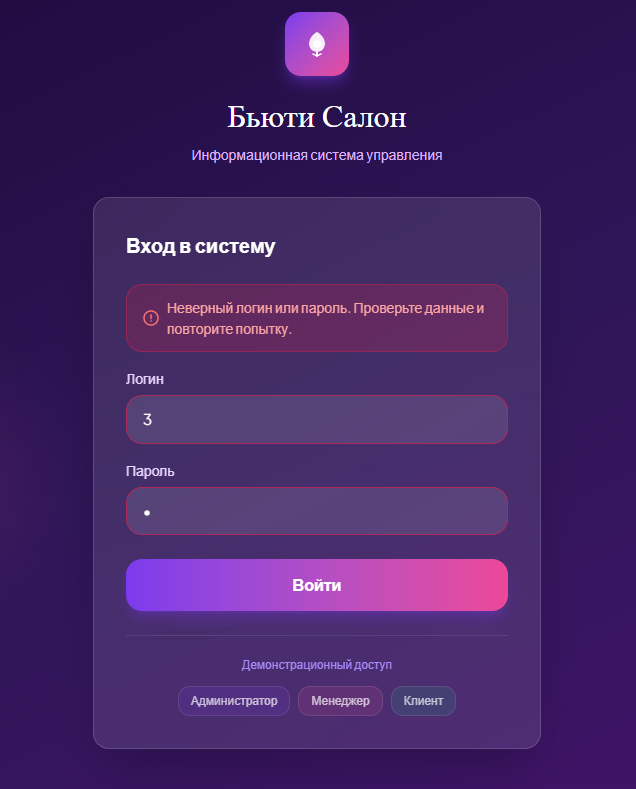 Бьюти Салон
Информационная система управления
Вход в систему
Неверный логин или пароль. Проверьте данные и
повторите попытку.
Логин
3
Пароль
•
Войти
Демонстрационный доступ
Администратор Менеджер Клиент